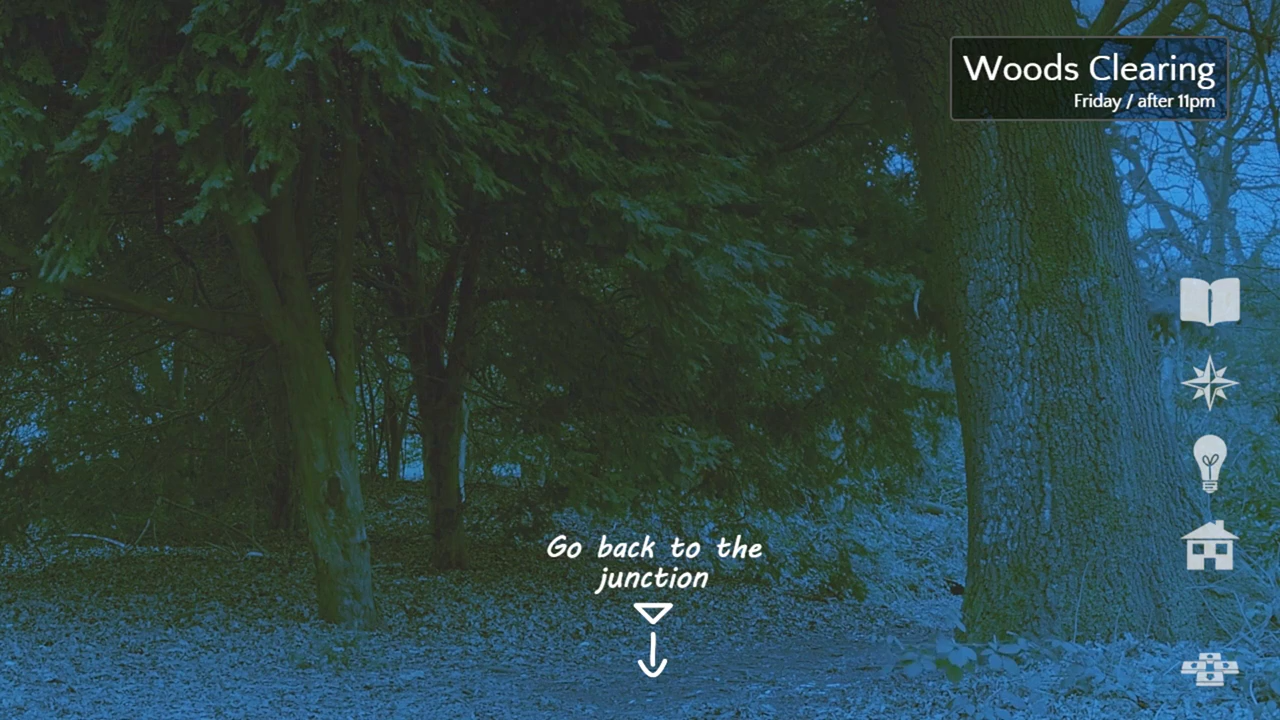 Woods Clearing
Friday / after 11pm
Go back to the
junction